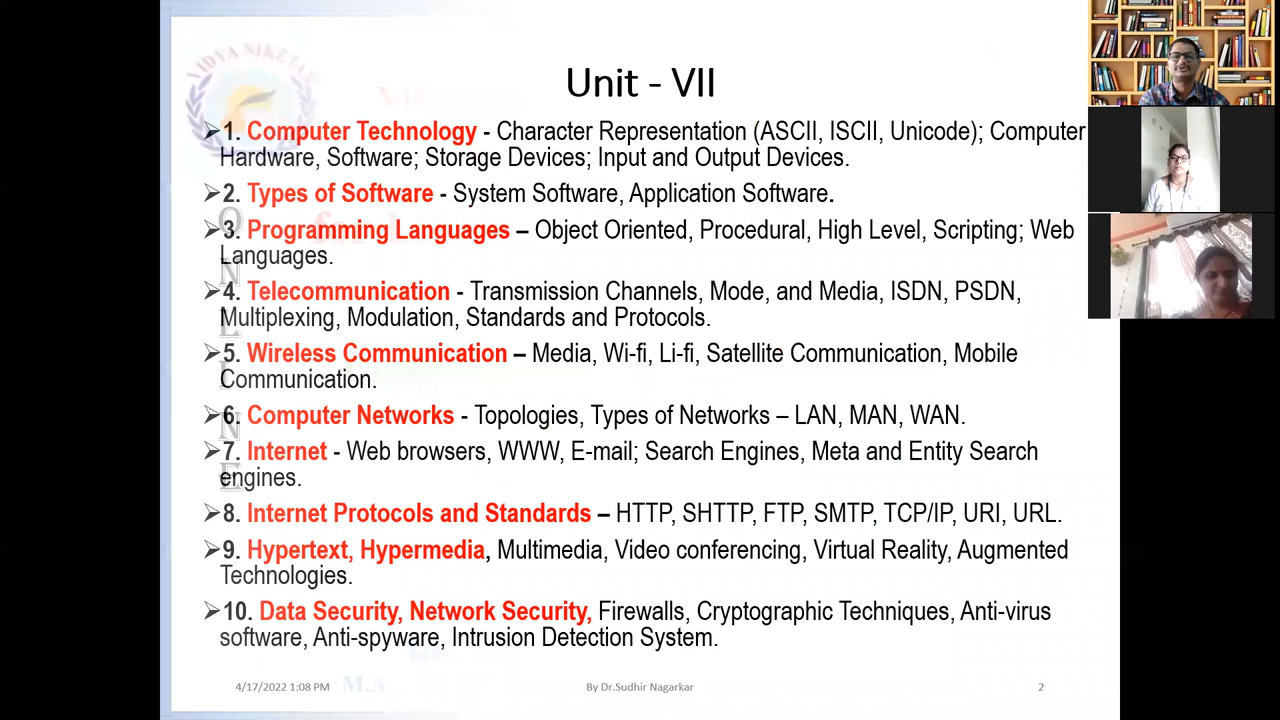 VIDYA NIKETAN
Unit - VII
➢1. Computer Technology - Character Representation (ASCII, ISCII, Unicode); Computer
Hardware, Software; Storage Devices; Input and Output Devices.
➢2. Types of Software - System Software, Application Software.
➢3. Programming Languages – Object Oriented, Procedural, High Level, Scripting; Web
Languages.
➢4. Telecommunication - Transmission Channels, Mode, and Media, ISDN, PSDN,
Multiplexing, Modulation, Standards and Protocols.
➢5. Wireless Communication – Media, Wi-fi, Li-fi, Satellite Communication, Mobile
Communication.
➢6. Computer Networks - Topologies, Types of Networks – LAN, MAN, WAN.
➢7. Internet - Web browsers, WWW, E-mail; Search Engines, Meta and Entity Search
engines.
➢8. Internet Protocols and Standards – HTTP, SHTTP, FTP, SMTP, TCP/IP, URI, URL.
➢9. Hypertext, Hypermedia, Multimedia, Video conferencing, Virtual Reality, Augmented
Technologies.
➢10. Data Security, Network Security, Firewalls, Cryptographic Techniques, Anti-virus
software, Anti-spyware, Intrusion Detection System.
ONLINE
M.A.
4/17/2022 1:08 PM By Dr.Sudhir Nagarkar 2